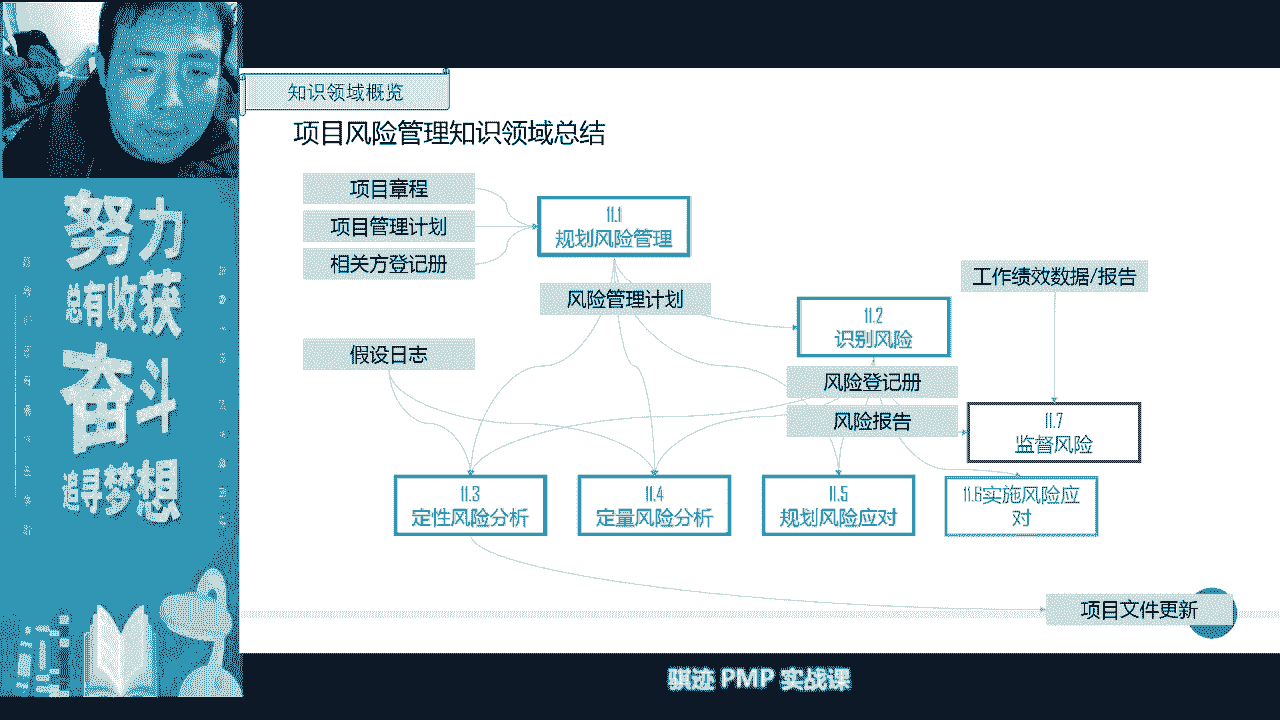 知识领域概览
项目风险管理知识领域总结
项目章程
项目管理计划
相关方登记册
11.1
规划风险管理
风险管理计划
工作绩效数据/报告
11.2
识别风险
假设日志
风险登记册
风险报告
11.7
监督风险
11.3
定性风险分析
11.4
定量风险分析
11.5
规划风险应对
11.6实施风险应
对
项目文件更新
努力
总有收获
奋斗
追寻梦想
骐迹 PMP 实战课